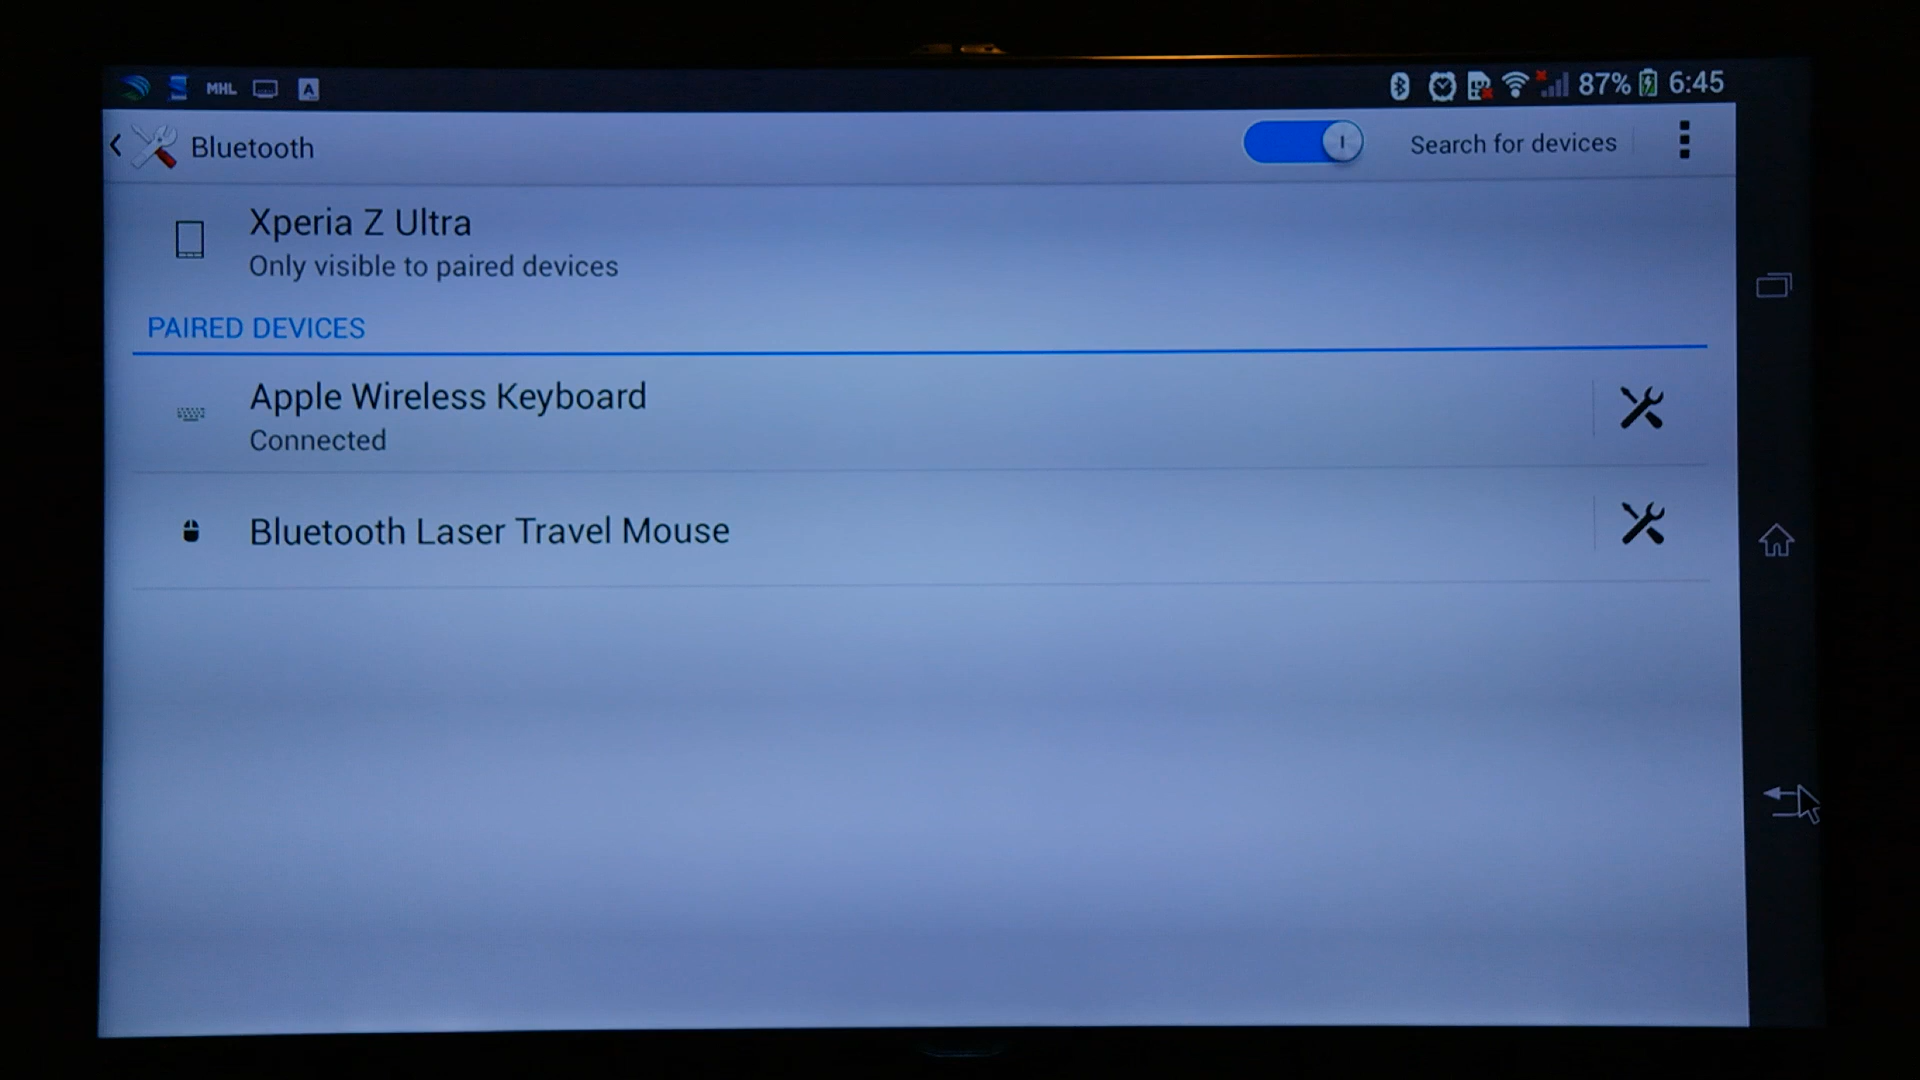 MHL A 87% 6:45
Bluetooth Search for devices
Xperia Z Ultra
Only visible to paired devices
PAIRED DEVICES
Apple Wireless Keyboard
Connected
Bluetooth Laser Travel Mouse